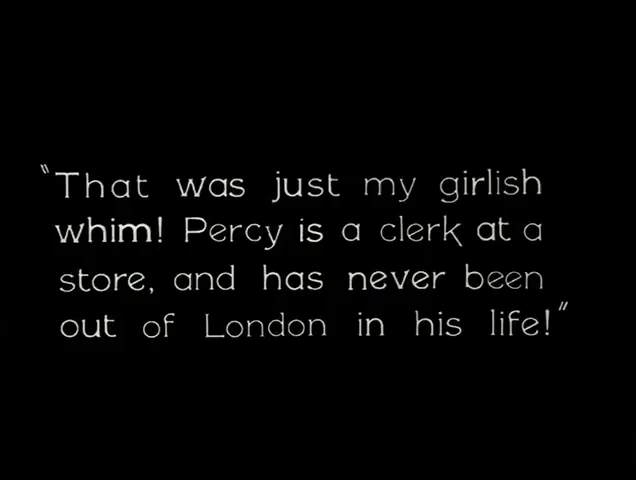 "That was just my girlish
whim! Percy is a clerk at a
store, and has never been
out of London in his life!"